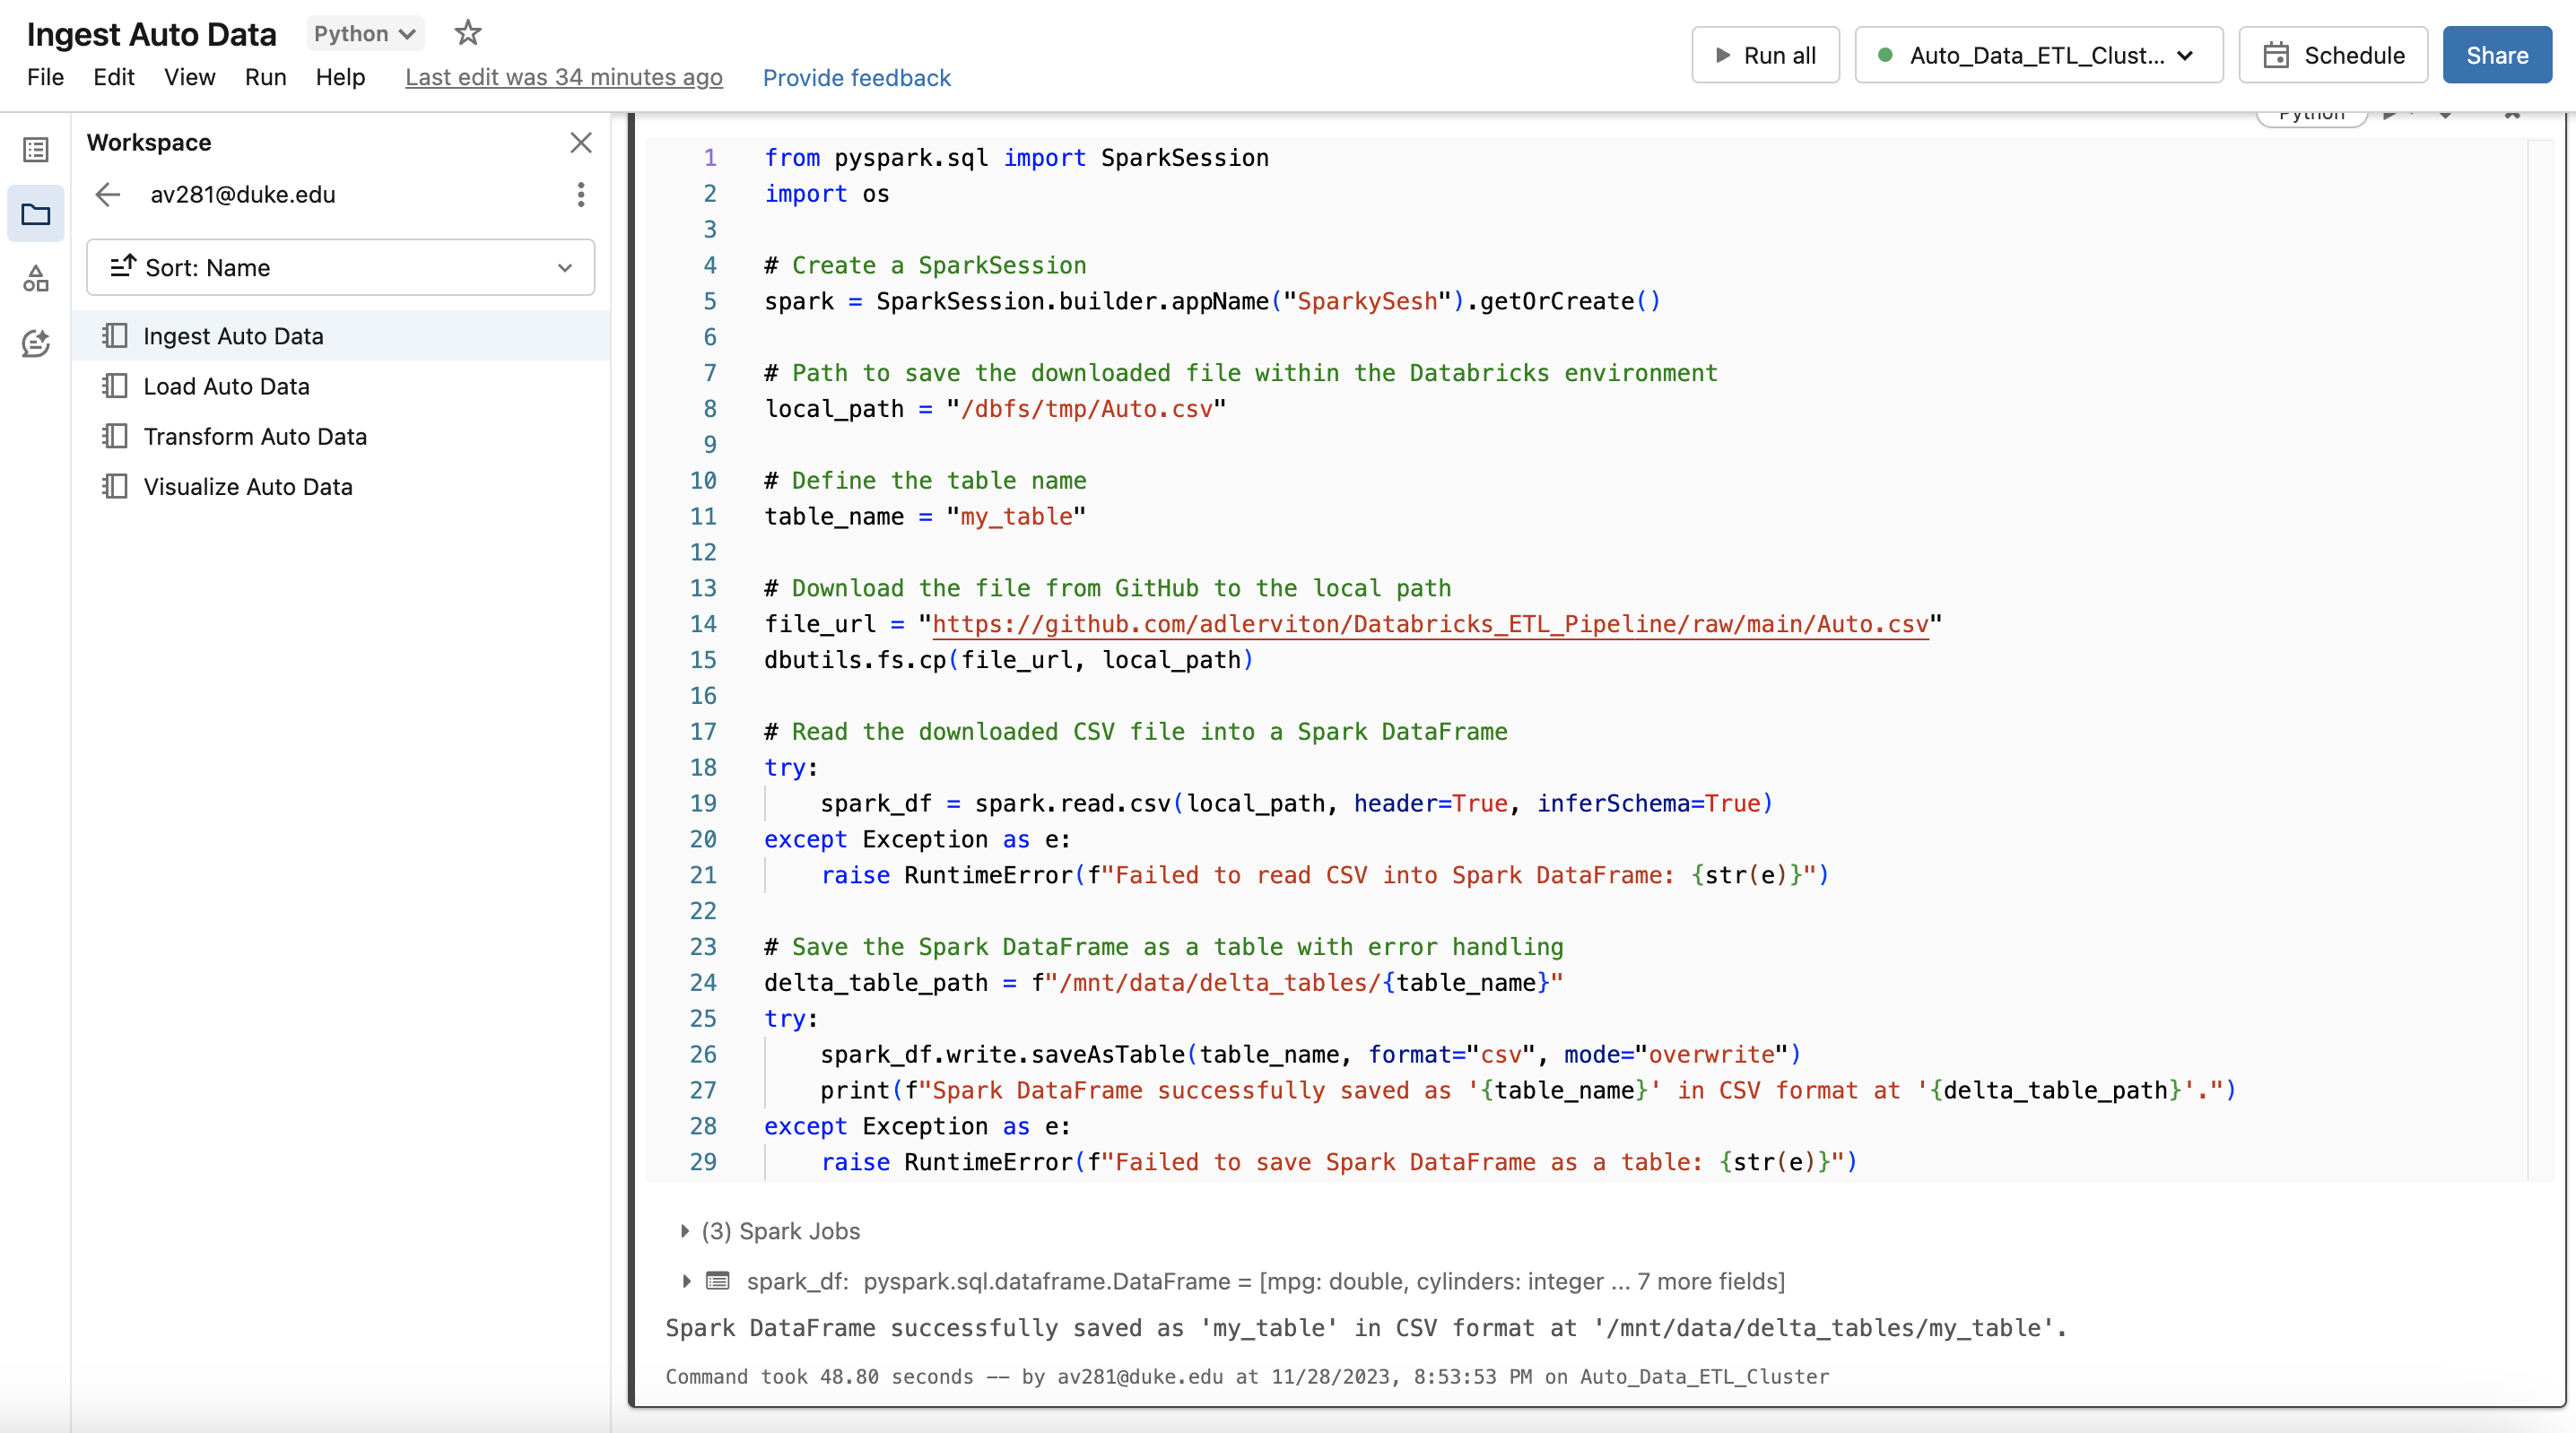 Ingest Auto Data
Python
File Edit View Run Help Last edit was 34 minutes ago Provide feedback
Run all
Auto_Data_ETL_Clust...
Schedule
Share
Workspace
av281@duke.edu
Sort: Name
Ingest Auto Data
Load Auto Data
Transform Auto Data
Visualize Auto Data
Python
1 from pyspark.sql import SparkSession
2 import os
3
4 # Create a SparkSession
5 spark = SparkSession.builder.appName("SparkySesh").getOrCreate()
6
7 # Path to save the downloaded file within the Databricks environment
8 local_path = "/dbfs/tmp/Auto.csv"
9
10 # Define the table name
11 table_name = "my_table"
12
13 # Download the file from GitHub to the local path
14 file_url = "https://github.com/adlerviton/Databricks_ETL_Pipeline/raw/main/Auto.csv"
15 dbutils.fs.cp(file_url, local_path)
16
17 # Read the downloaded CSV file into a Spark DataFrame
18 try:
19     spark_df = spark.read.csv(local_path, header=True, inferSchema=True)
20 except Exception as e:
21     raise RuntimeError(f"Failed to read CSV into Spark DataFrame: {str(e)}")
22
23 # Save the Spark DataFrame as a table with error handling
24 delta_table_path = f"/mnt/data/delta_tables/{table_name}"
25 try:
26     spark_df.write.saveAsTable(table_name, format="csv", mode="overwrite")
27     print(f"Spark DataFrame successfully saved as '{table_name}' in CSV format at '{delta_table_path}'.")
28 except Exception as e:
29     raise RuntimeError(f"Failed to save Spark DataFrame as a table: {str(e)}")
(3) Spark Jobs
spark_df: pyspark.sql.dataframe.DataFrame = [mpg: double, cylinders: integer ... 7 more fields]
Spark DataFrame successfully saved as 'my_table' in CSV format at '/mnt/data/delta_tables/my_table'.
Command took 48.80 seconds -- by av281@duke.edu at 11/28/2023, 8:53:53 PM on Auto_Data_ETL_Cluster